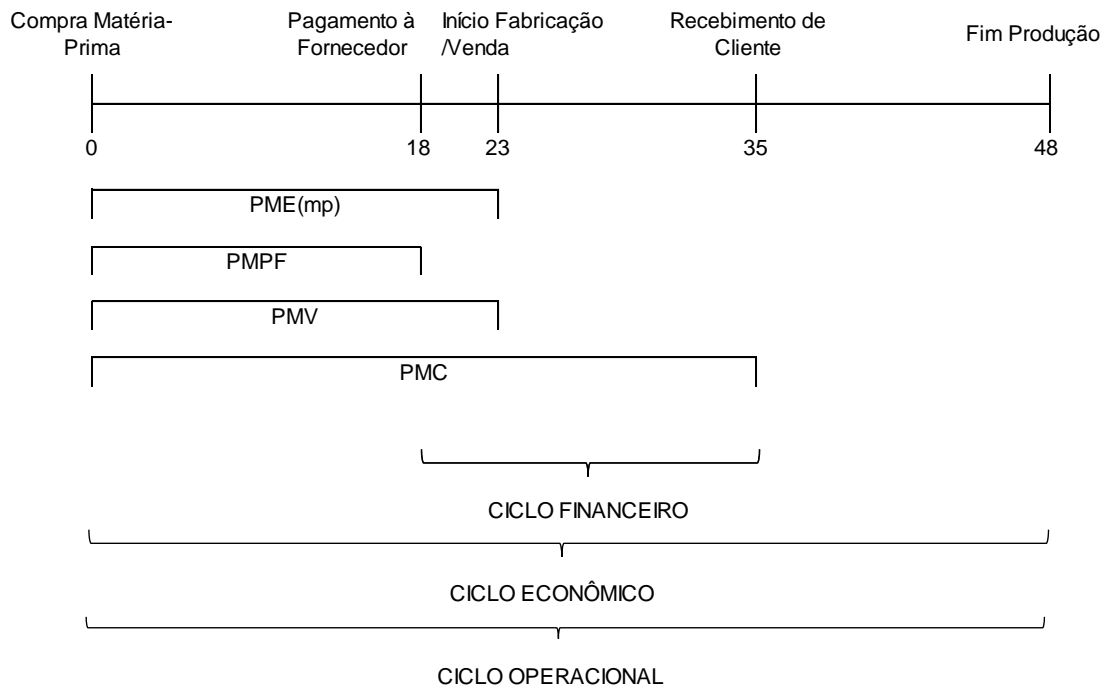 Compra Matéria-
Prima
Pagamento à
Fornecedor
Início Fabricação
/Venda
Recebimento de
Cliente
Fim Produção
0
18
23
35
48
PME(mp)
PMPF
PMV
PMC
CICLO FINANCEIRO
CICLO ECONÔMICO
CICLO OPERACIONAL